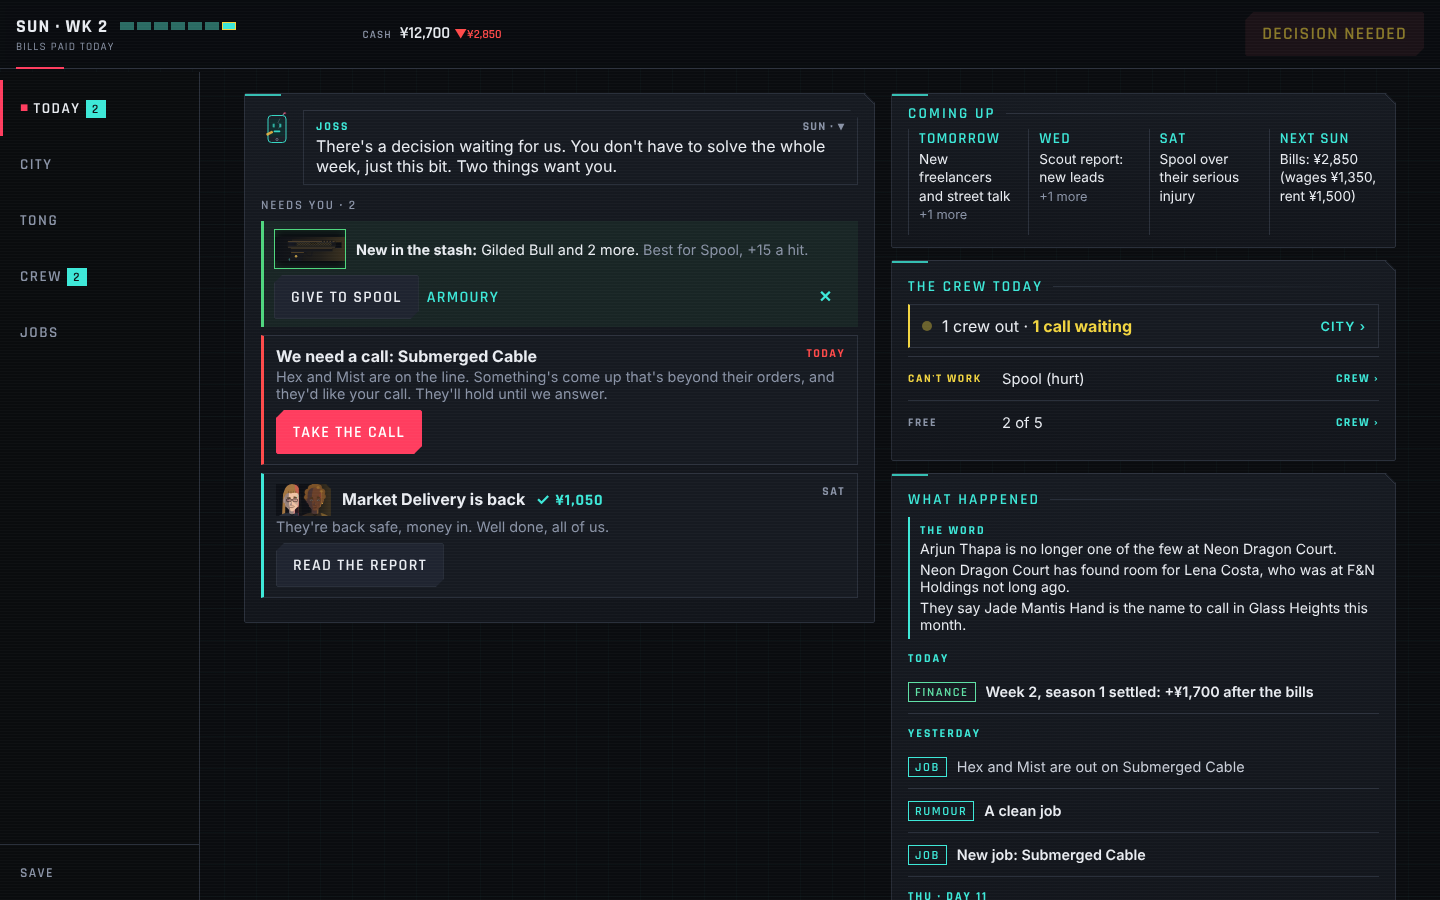 SUN · WK 2
BILLS PAID TODAY
CASH ¥12,700 ▼¥2,850
DECISION NEEDED
TODAY 2
CITY
TONG
CREW 2
JOBS
SAVE
JOSS
SUN · ▼
There's a decision waiting for us. You don't have to solve the whole
week, just this bit. Two things want you.
NEEDS YOU · 2
New in the stash: Gilded Bull and 2 more. Best for Spool, +15 a hit.
GIVE TO SPOOL
ARMOURY
✕
We need a call: Submerged Cable
TODAY
Hex and Mist are on the line. Something's come up that's beyond their orders, and
they'd like your call. They'll hold until we answer.
TAKE THE CALL
Market Delivery is back ✓ ¥1,050
SAT
They're back safe, money in. Well done, all of us.
READ THE REPORT
COMING UP
TOMORROW
New
freelancers
and street talk
+1 more
WED
Scout report:
new leads
+1 more
SAT
Spool over
their serious
injury
NEXT SUN
Bills: ¥2,850
(wages ¥1,350,
rent ¥1,500)
THE CREW TODAY
1 crew out · 1 call waiting
CITY ›
CAN'T WORK Spool (hurt) CREW ›
FREE 2 of 5 CREW ›
WHAT HAPPENED
THE WORD
Arjun Thapa is no longer one of the few at Neon Dragon Court.
Neon Dragon Court has found room for Lena Costa, who was at F&N
Holdings not long ago.
They say Jade Mantis Hand is the name to call in Glass Heights this
month.
TODAY
FINANCE Week 2, season 1 settled: +¥1,700 after the bills
YESTERDAY
JOB Hex and Mist are out on Submerged Cable
RUMOUR A clean job
JOB New job: Submerged Cable
THU · DAY 11